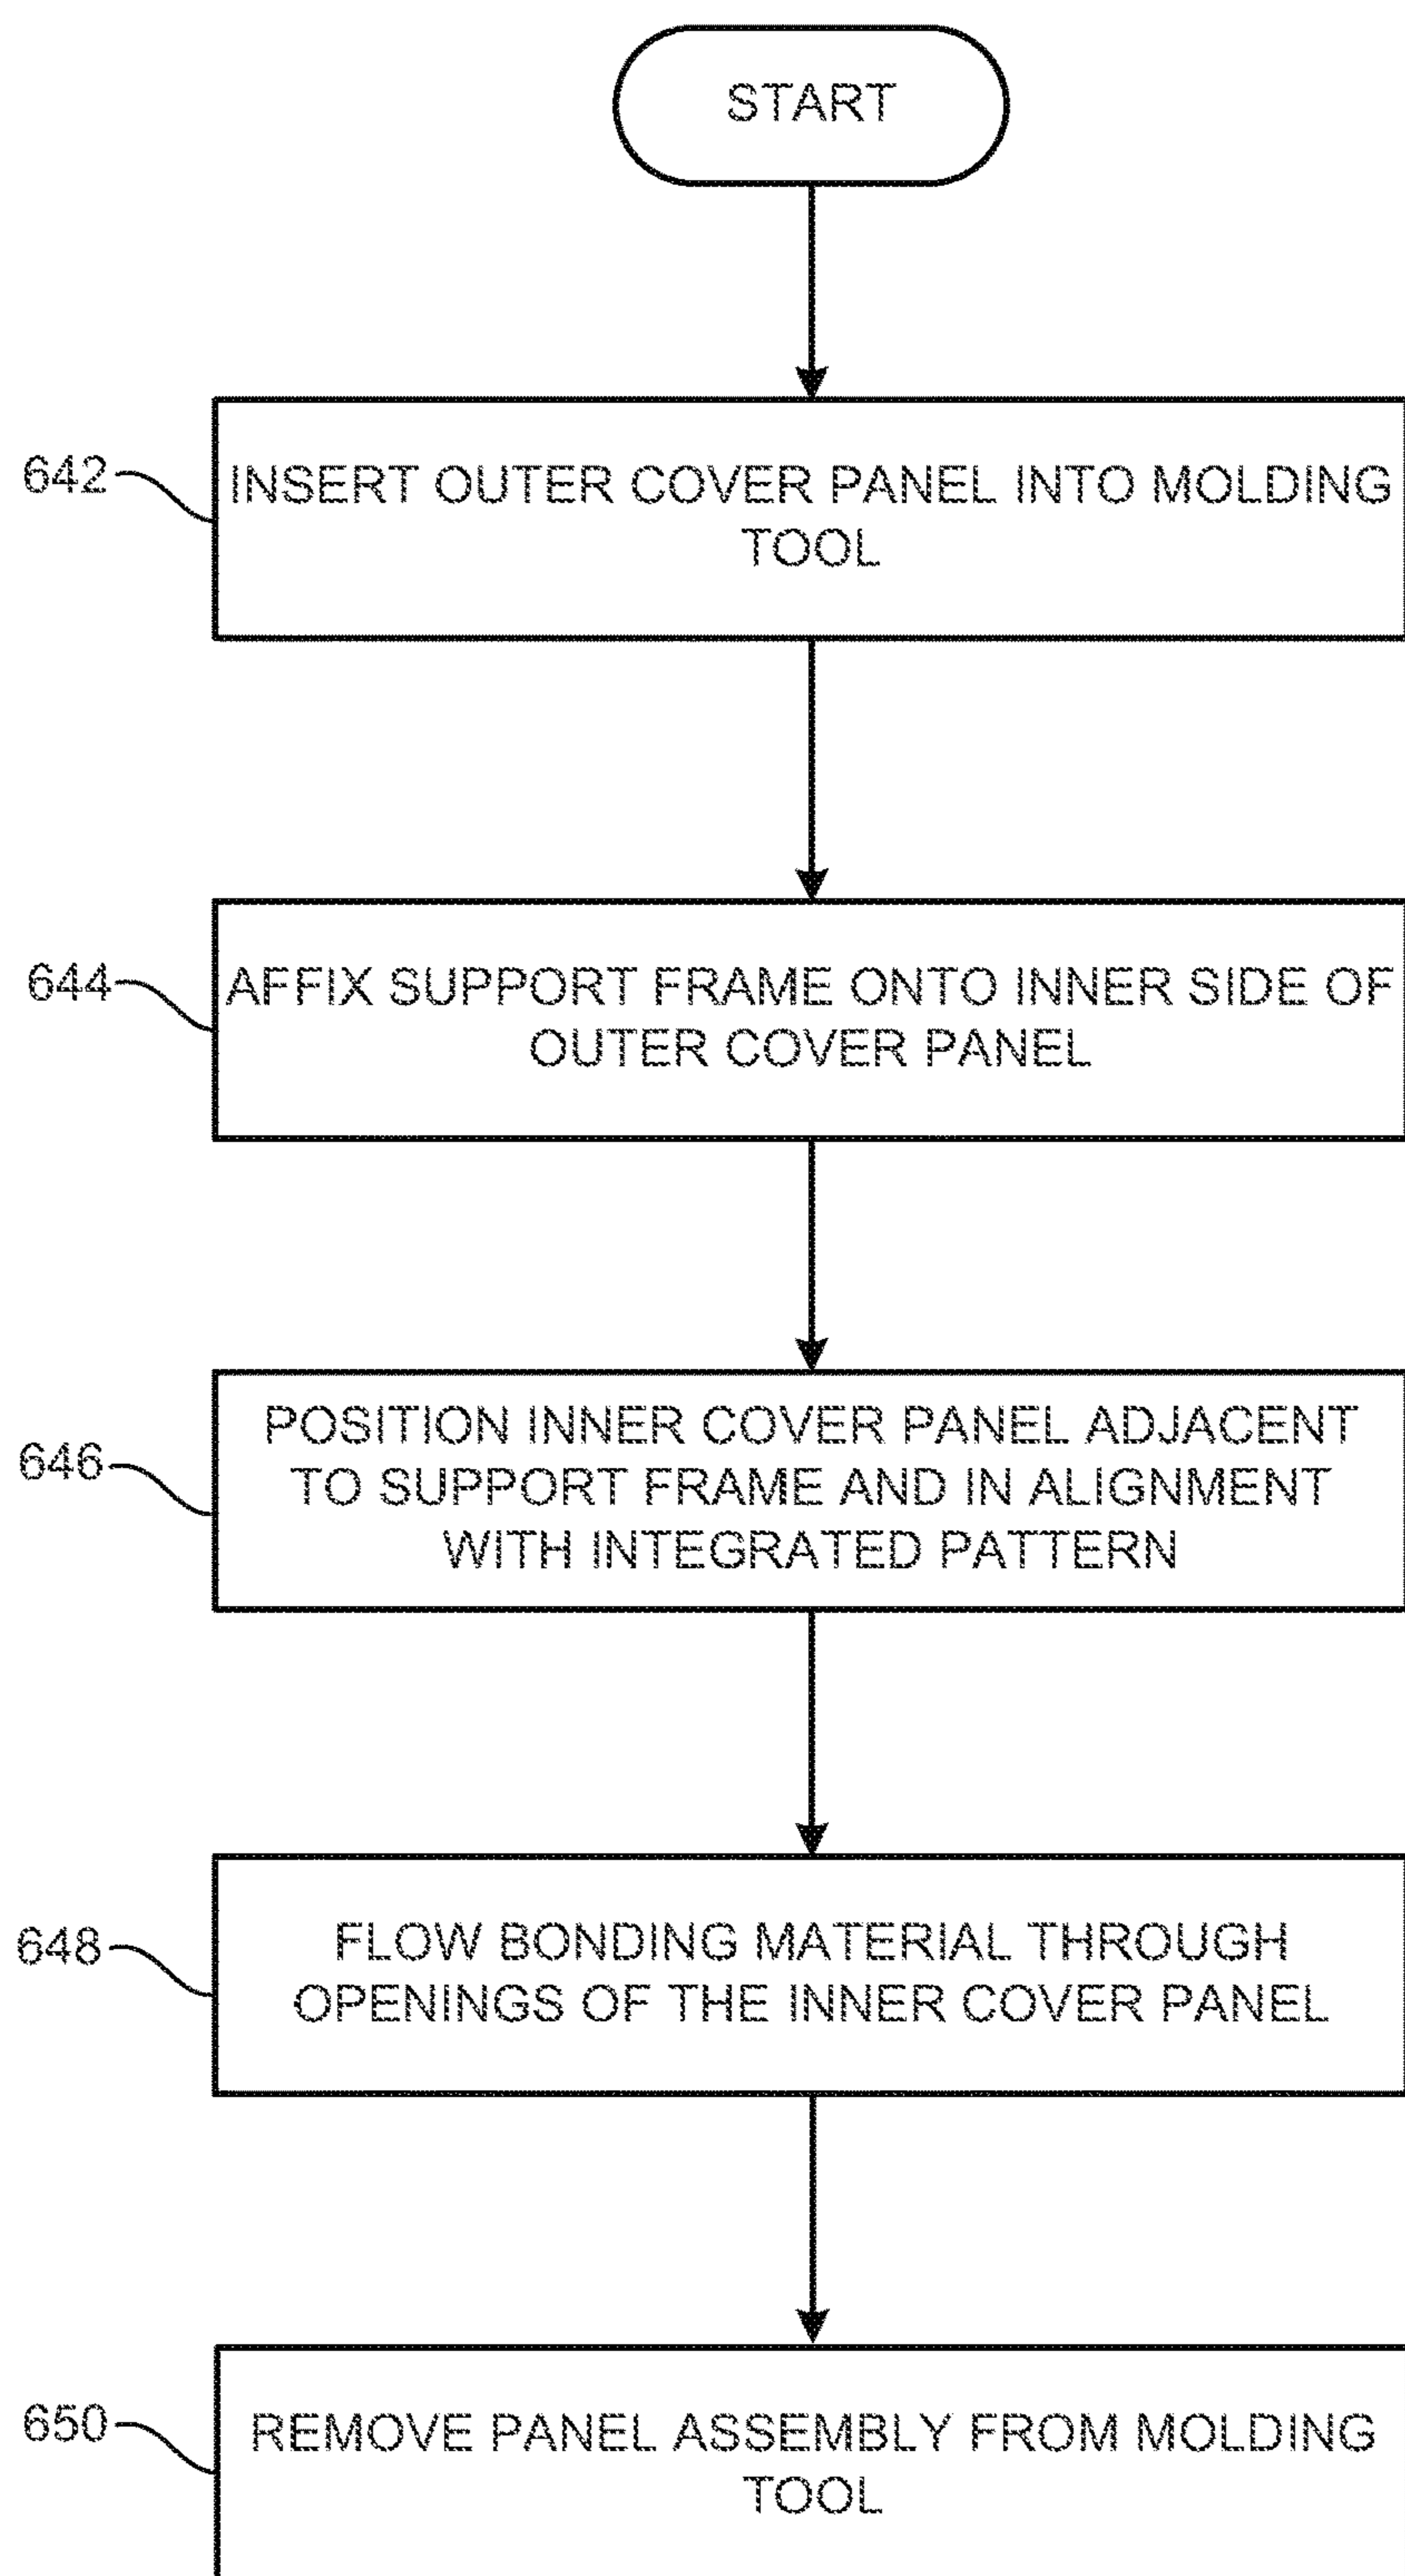 START
642
INSERT OUTER COVER PANEL INTO MOLDING
TOOL
644
AFFIX SUPPORT FRAME ONTO INNER SIDE OF
OUTER COVER PANEL
646
POSITION INNER COVER PANEL ADJACENT
TO SUPPORT FRAME AND IN ALIGNMENT
WITH INTEGRATED PATTERN
648
FLOW BONDING MATERIAL THROUGH
OPENINGS OF THE INNER COVER PANEL
650
REMOVE PANEL ASSEMBLY FROM MOLDING
TOOL